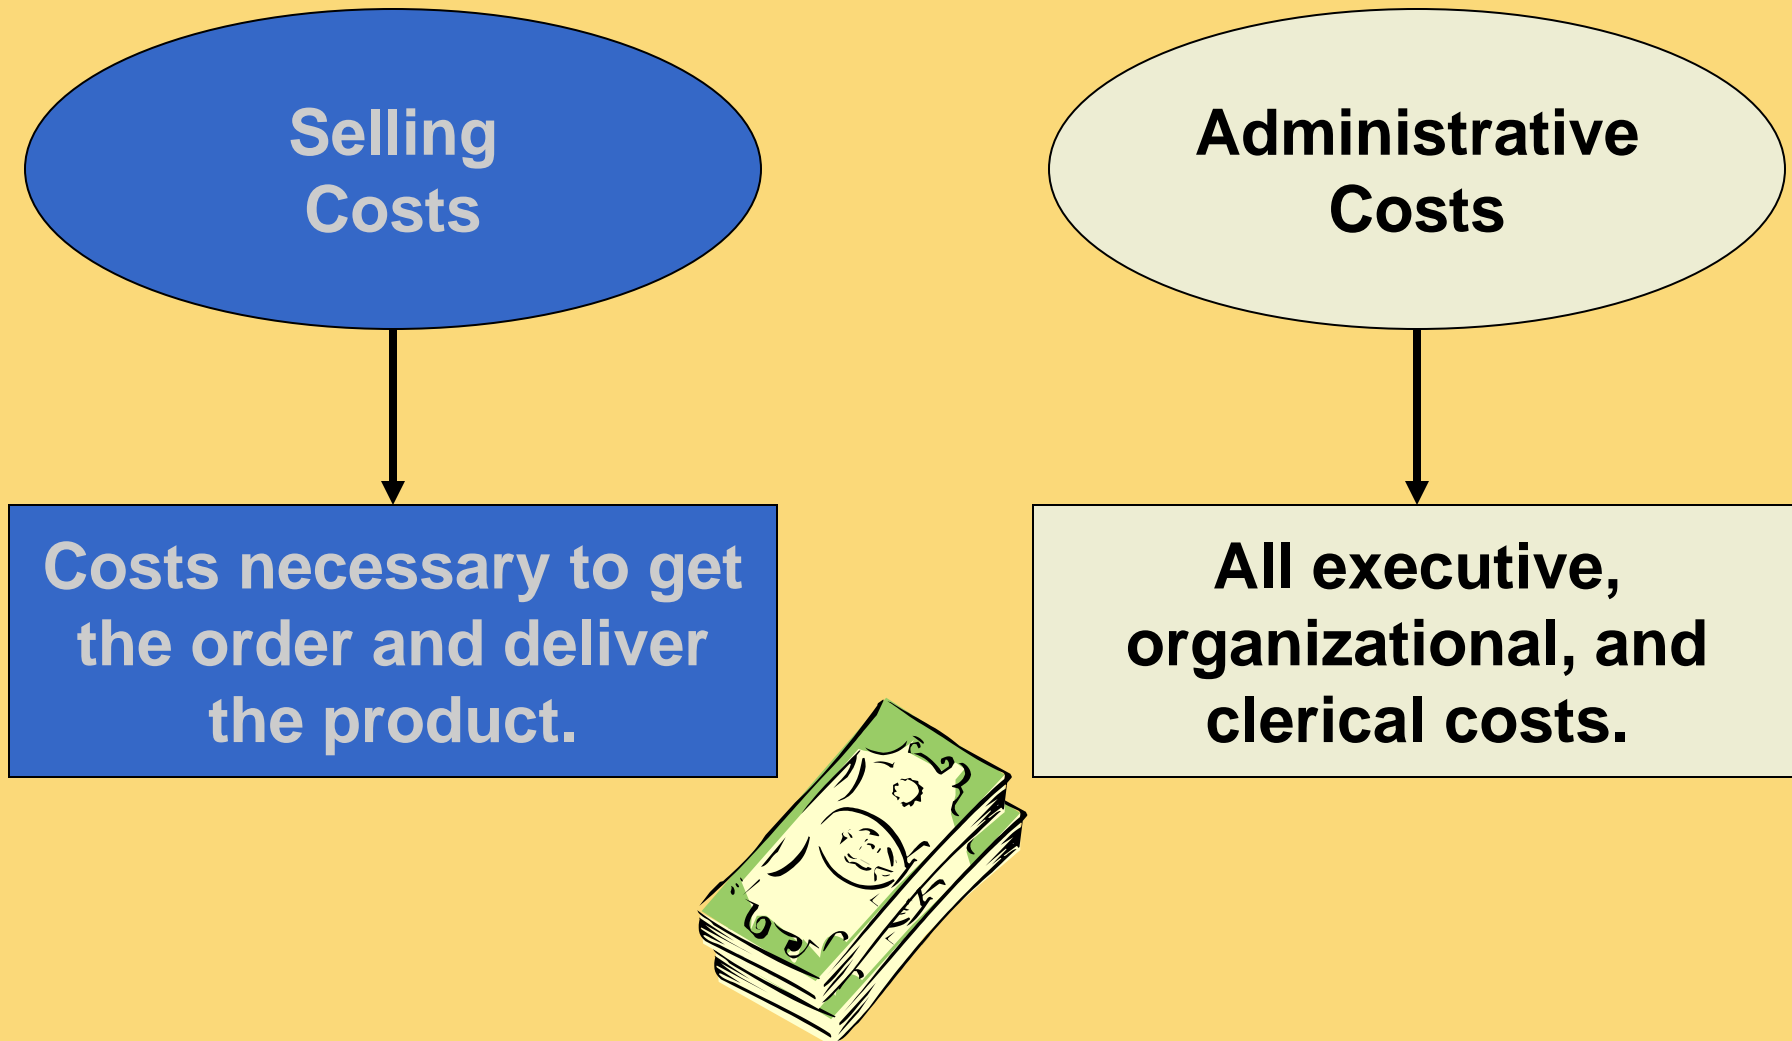 Selling
Costs
Administrative
Costs
Costs necessary to get
the order and deliver
the product.
All executive,
organizational, and
clerical costs.